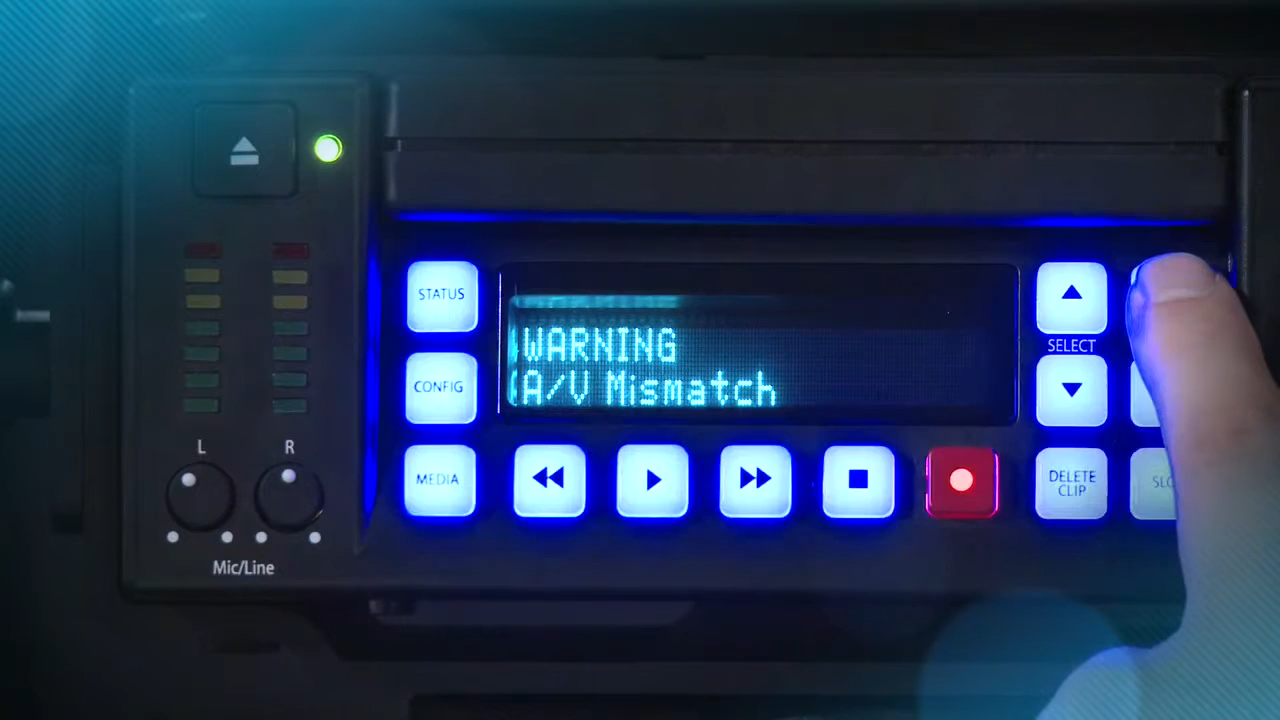 STATUS
WARNING
A/V Mismatch
CONFIG
MEDIA
SELECT
DELETE
CLIP
L
R
Mic/Line